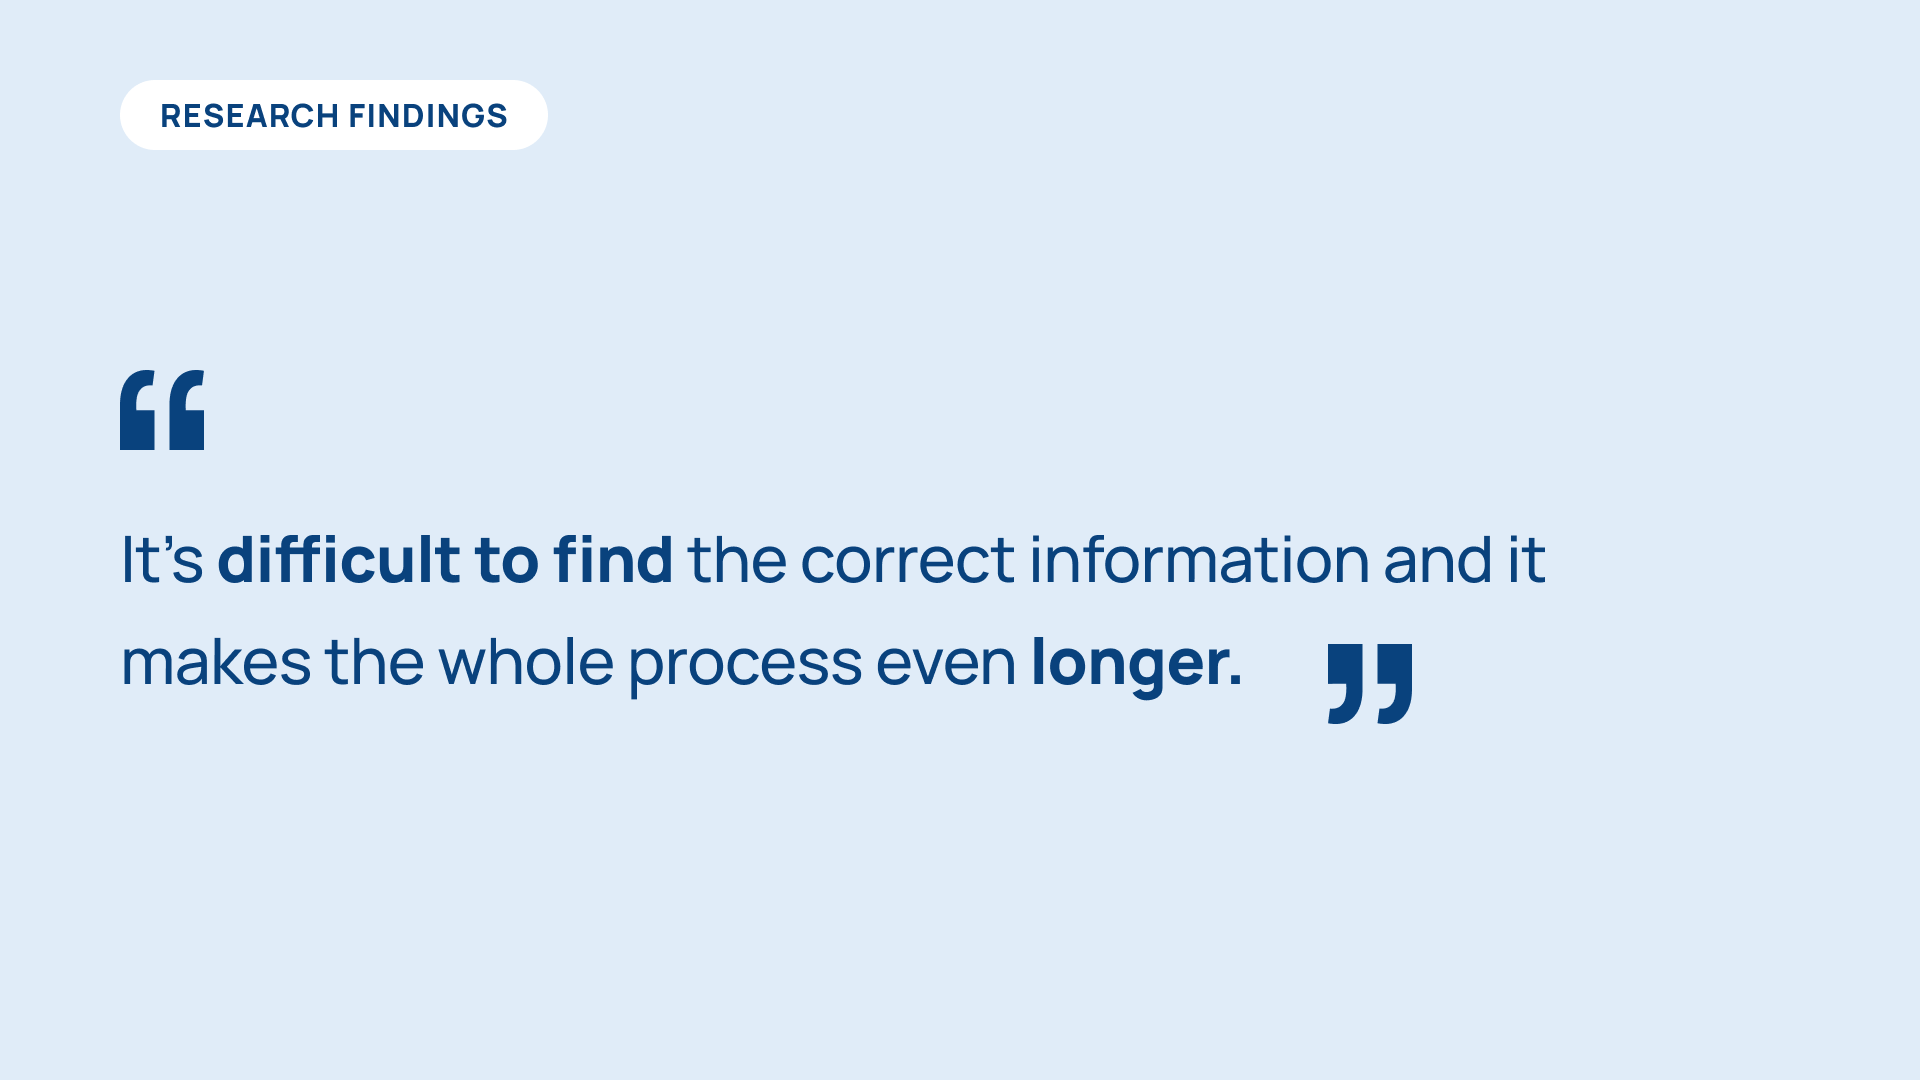 RESEARCH FINDINGS
“
It’s difficult to find the correct information and it
makes the whole process even longer. ”